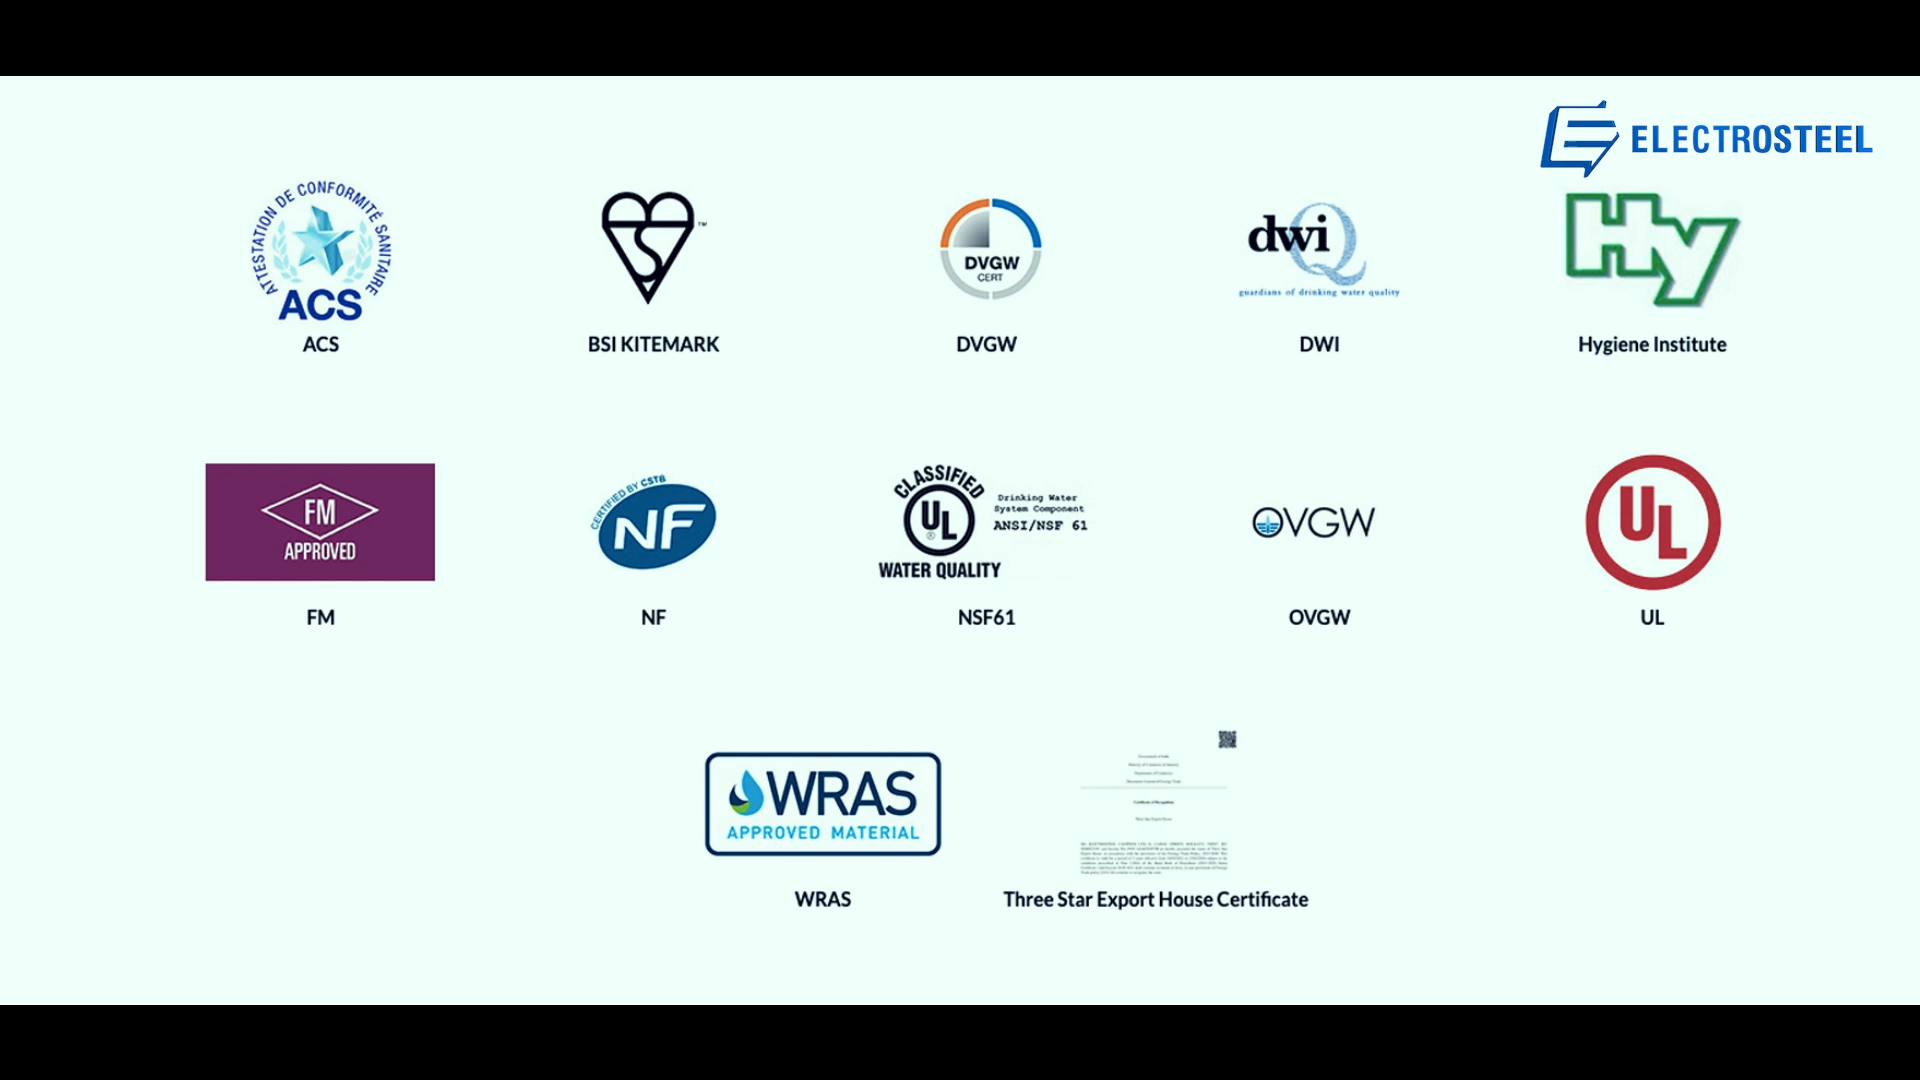 ELECTROSTEEL
ATTESTATION DE CONFORMITÉ SANITAIRE
ACS
ACS
BSI KITEMARK
DVGW
CERT
DVGW
dwi
guardians of drinking water quality
DWI
Hy
Hygiene Institute
FM
APPROVED
FM
CERTIFIED BY CSTB
NF
NF
CLASSIFIED
UL
®
WATER QUALITY
Drinking Water
System Component
ANSI/NSF 61
NSF61
OVGW
OVGW
UL
UL
WRAS
APPROVED MATERIAL
WRAS
Three Star Export House Certificate